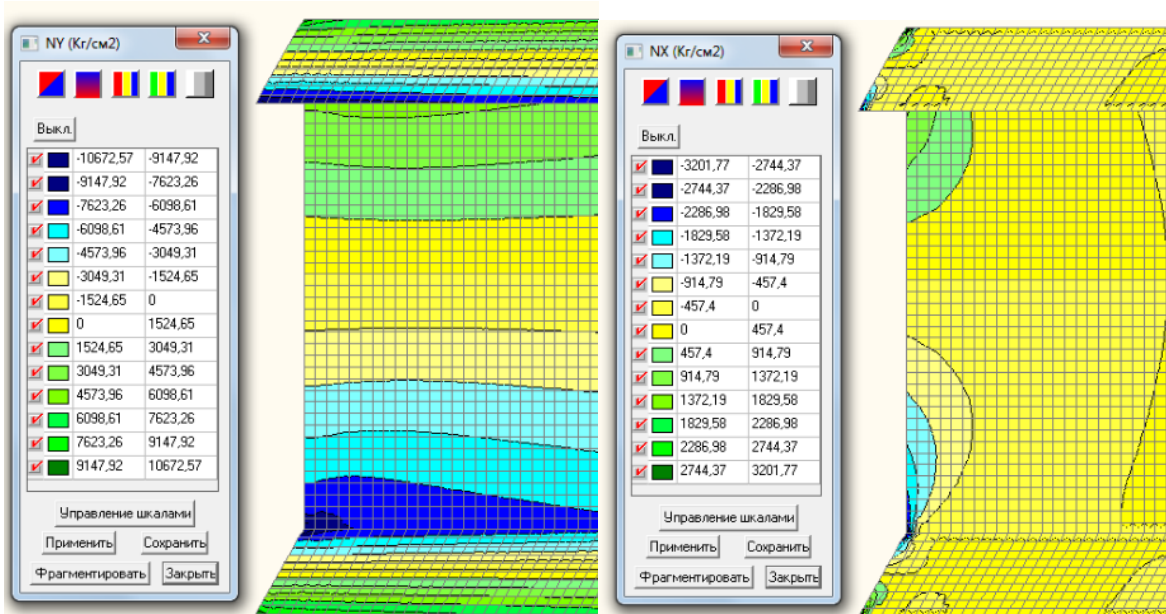 NY (Кг/см2)
Выкл.
-10672,57 -9147,92
-9147,92 -7623,26
-7623,26 -6098,61
-6098,61 -4573,96
-4573,96 -3049,31
-3049,31 -1524,65
-1524,65 0
0 1524,65
1524,65 3049,31
3049,31 4573,96
4573,96 6098,61
6098,61 7623,26
7623,26 9147,92
9147,92 10672,57
Управление шкалами
Применить Сохранить
Фрагментировать Закрыть
NX (Кг/см2)
Выкл.
-3201,77 -2744,37
-2744,37 -2286,98
-2286,98 -1829,58
-1829,58 -1372,19
-1372,19 -914,79
-914,79 -457,4
-457,4 0
0 457,4
457,4 914,79
914,79 1372,19
1372,19 1829,58
1829,58 2286,98
2286,98 2744,37
2744,37 3201,77
Управление шкалами
Применить Сохранить
Фрагментировать Закрыть